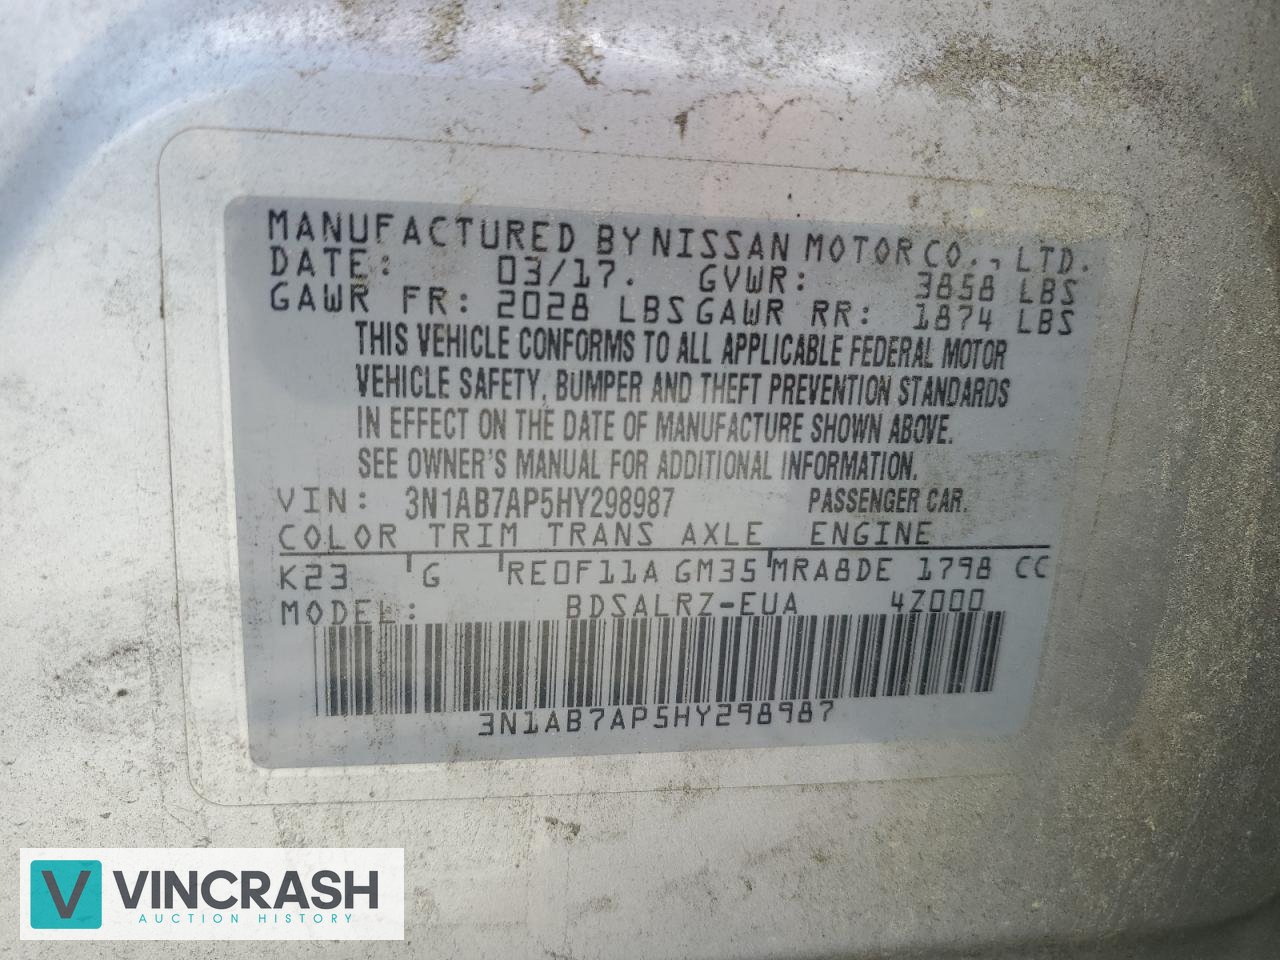 MANUFACTURED BY NISSAN MOTOR CO., LTD.
DATE: 03/17. GVWR: 3858 LBS
GAWR FR: 2028 LBS GAWR RR: 1874 LBS
THIS VEHICLE CONFORMS TO ALL APPLICABLE FEDERAL MOTOR
VEHICLE SAFETY, BUMPER AND THEFT PREVENTION STANDARDS
IN EFFECT ON THE DATE OF MANUFACTURE SHOWN ABOVE.
SEE OWNER'S MANUAL FOR ADDITIONAL INFORMATION.
VIN: 3N1AB7AP5HY298987 PASSENGER CAR.
COLOR TRIM TRANS AXLE ENGINE
K23 G RE0F11A GM35 MRA8DE 1798 CC
MODEL: BDSALRZ-EUA 4Z000
3N1AB7AP5HY298987
V VINCRASH
AUCTION HISTORY